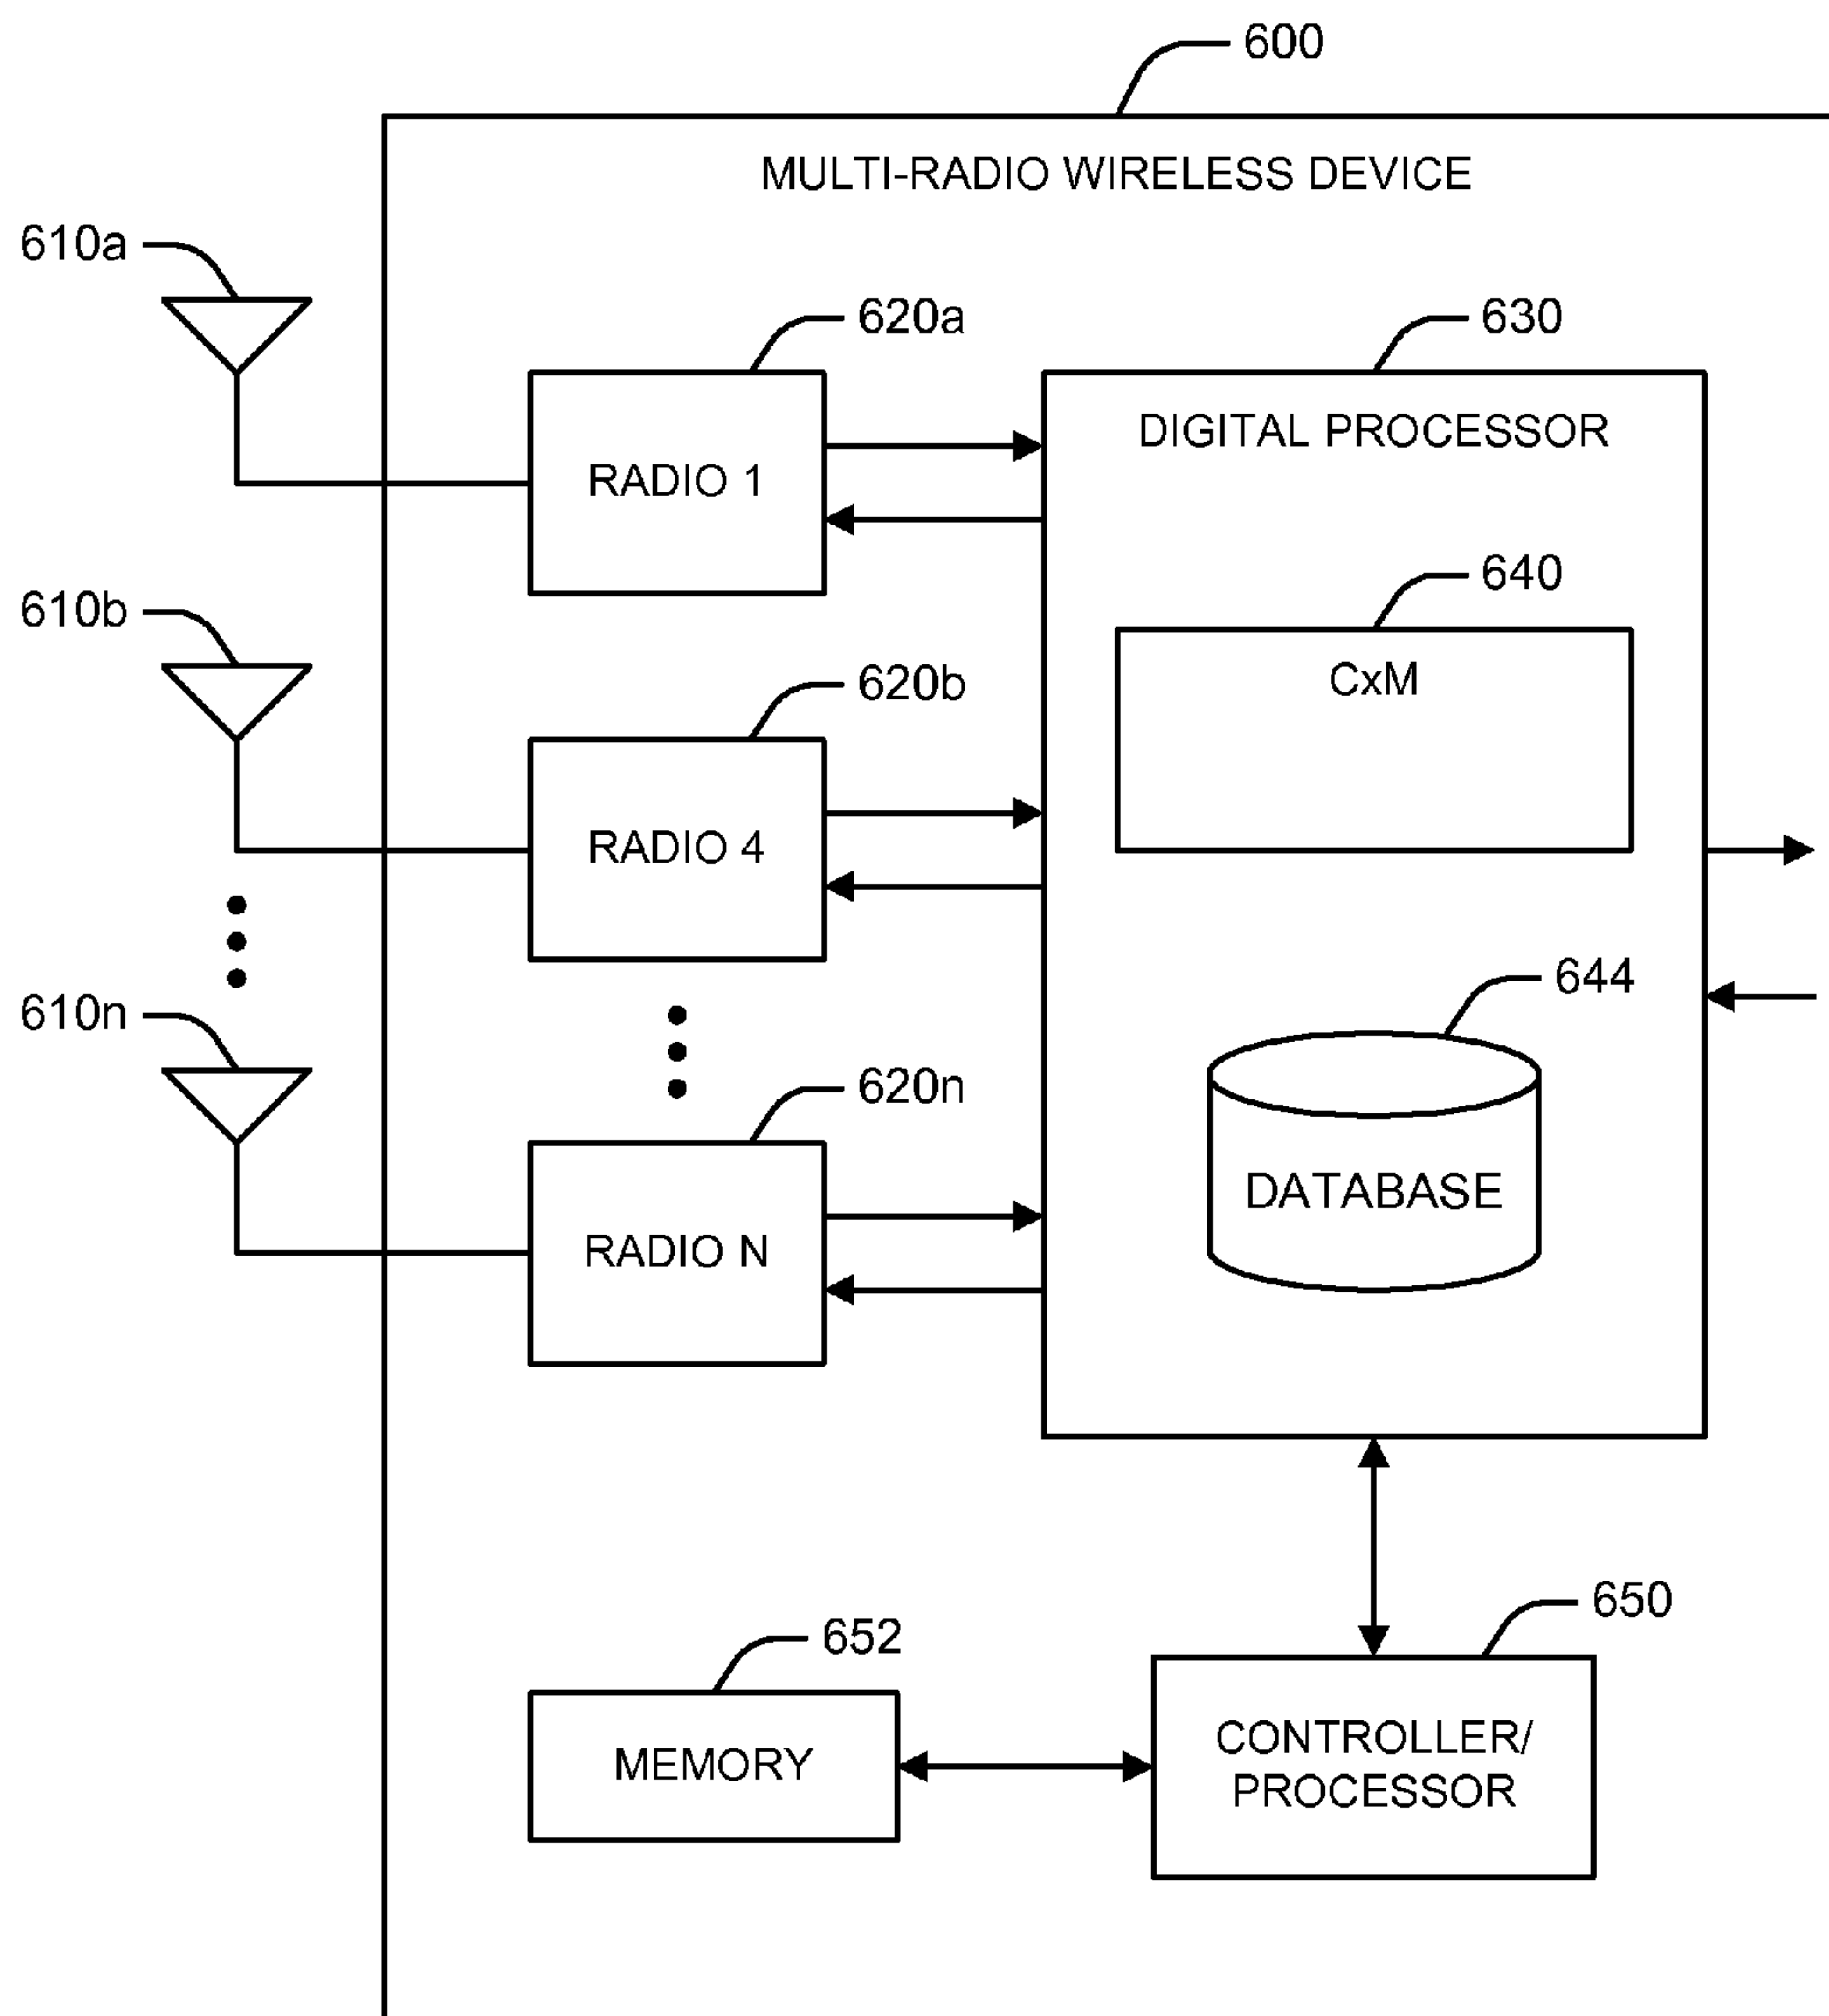 600
MULTI-RADIO WIRELESS DEVICE
610a
620a
630
RADIO 1
DIGITAL PROCESSOR
640
CxM
610b
620b
RADIO 4
644
DATABASE
610n
620n
RADIO N
650
CONTROLLER/
PROCESSOR
652
MEMORY